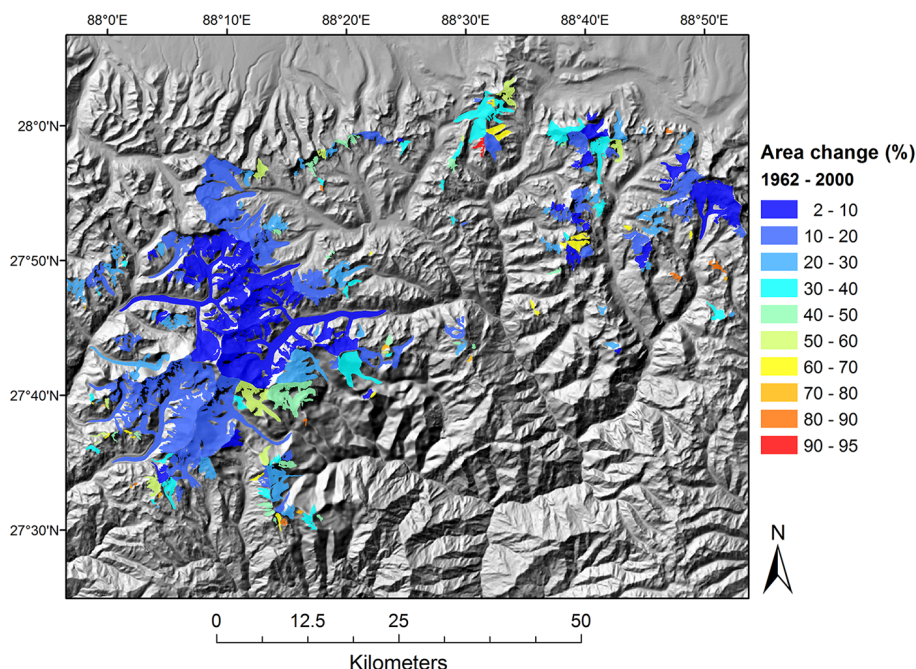 88°0'E 88°10'E 88°20'E 88°30'E 88°40'E 88°50'E
28°0'N
27°50'N
27°40'N
27°30'N
Area change (%)
1962 - 2000
2 - 10
10 - 20
20 - 30
30 - 40
40 - 50
50 - 60
60 - 70
70 - 80
80 - 90
90 - 95
N
0 12.5 25 50
Kilometers